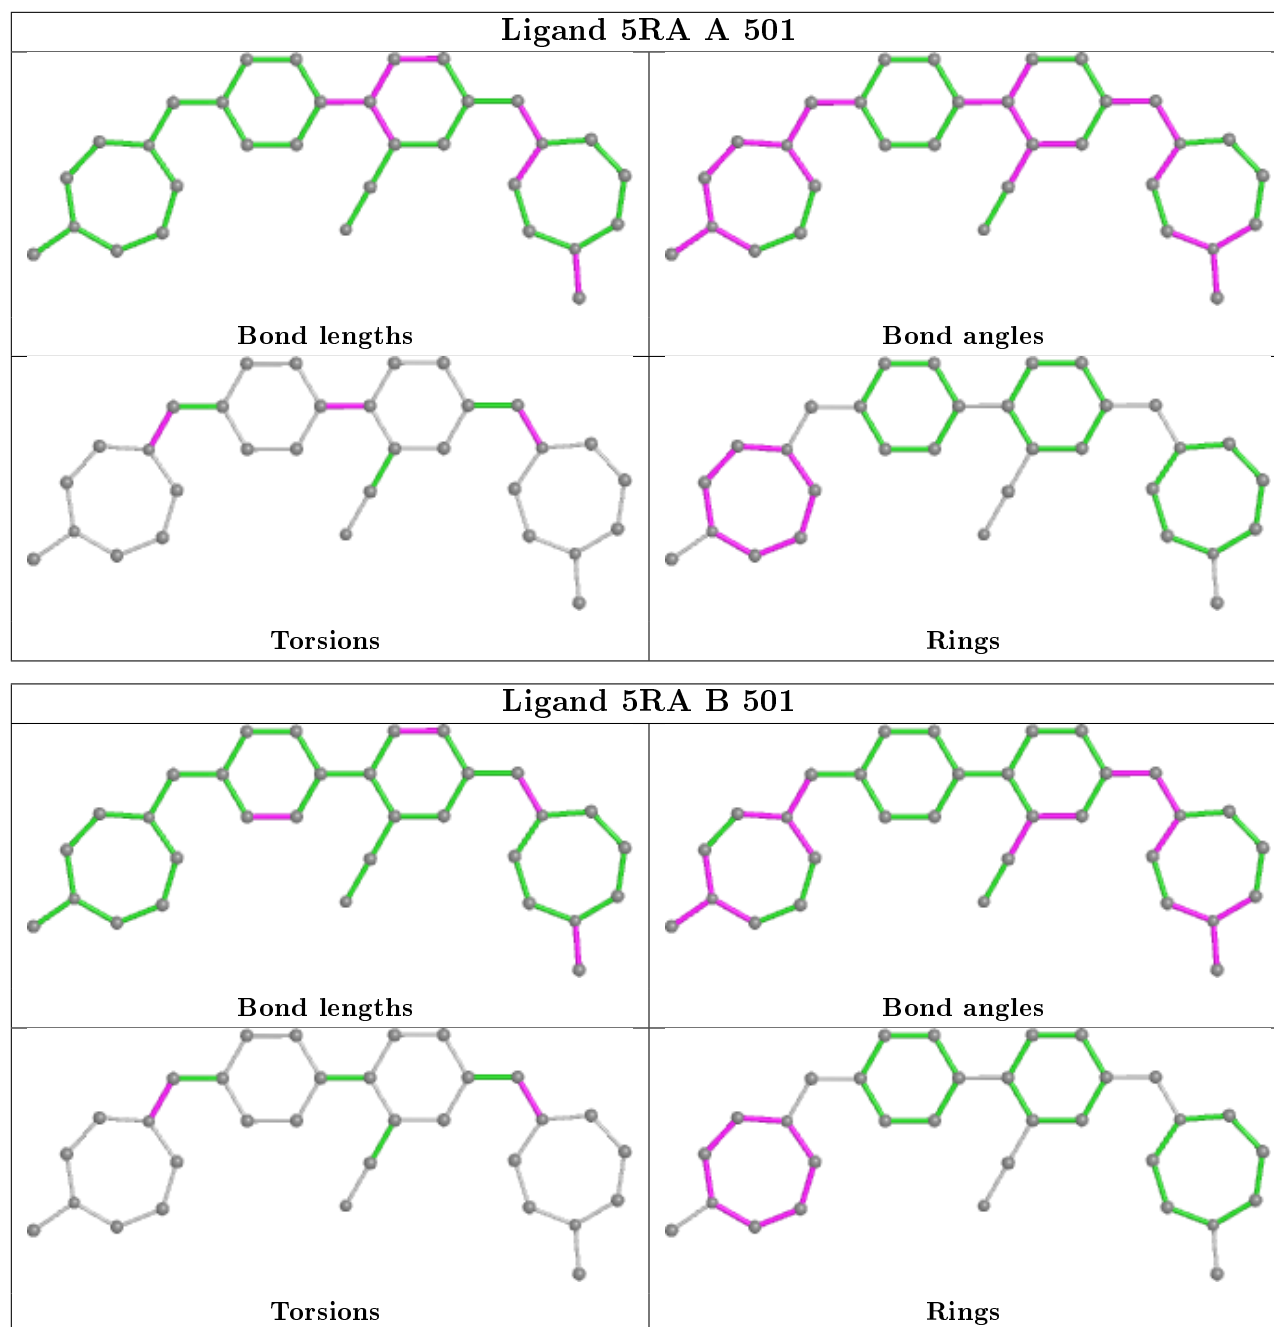 Ligand 5RA A 501
Bond lengths
Bond angles
Torsions
Rings
Ligand 5RA B 501
Bond lengths
Bond angles
Torsions
Rings